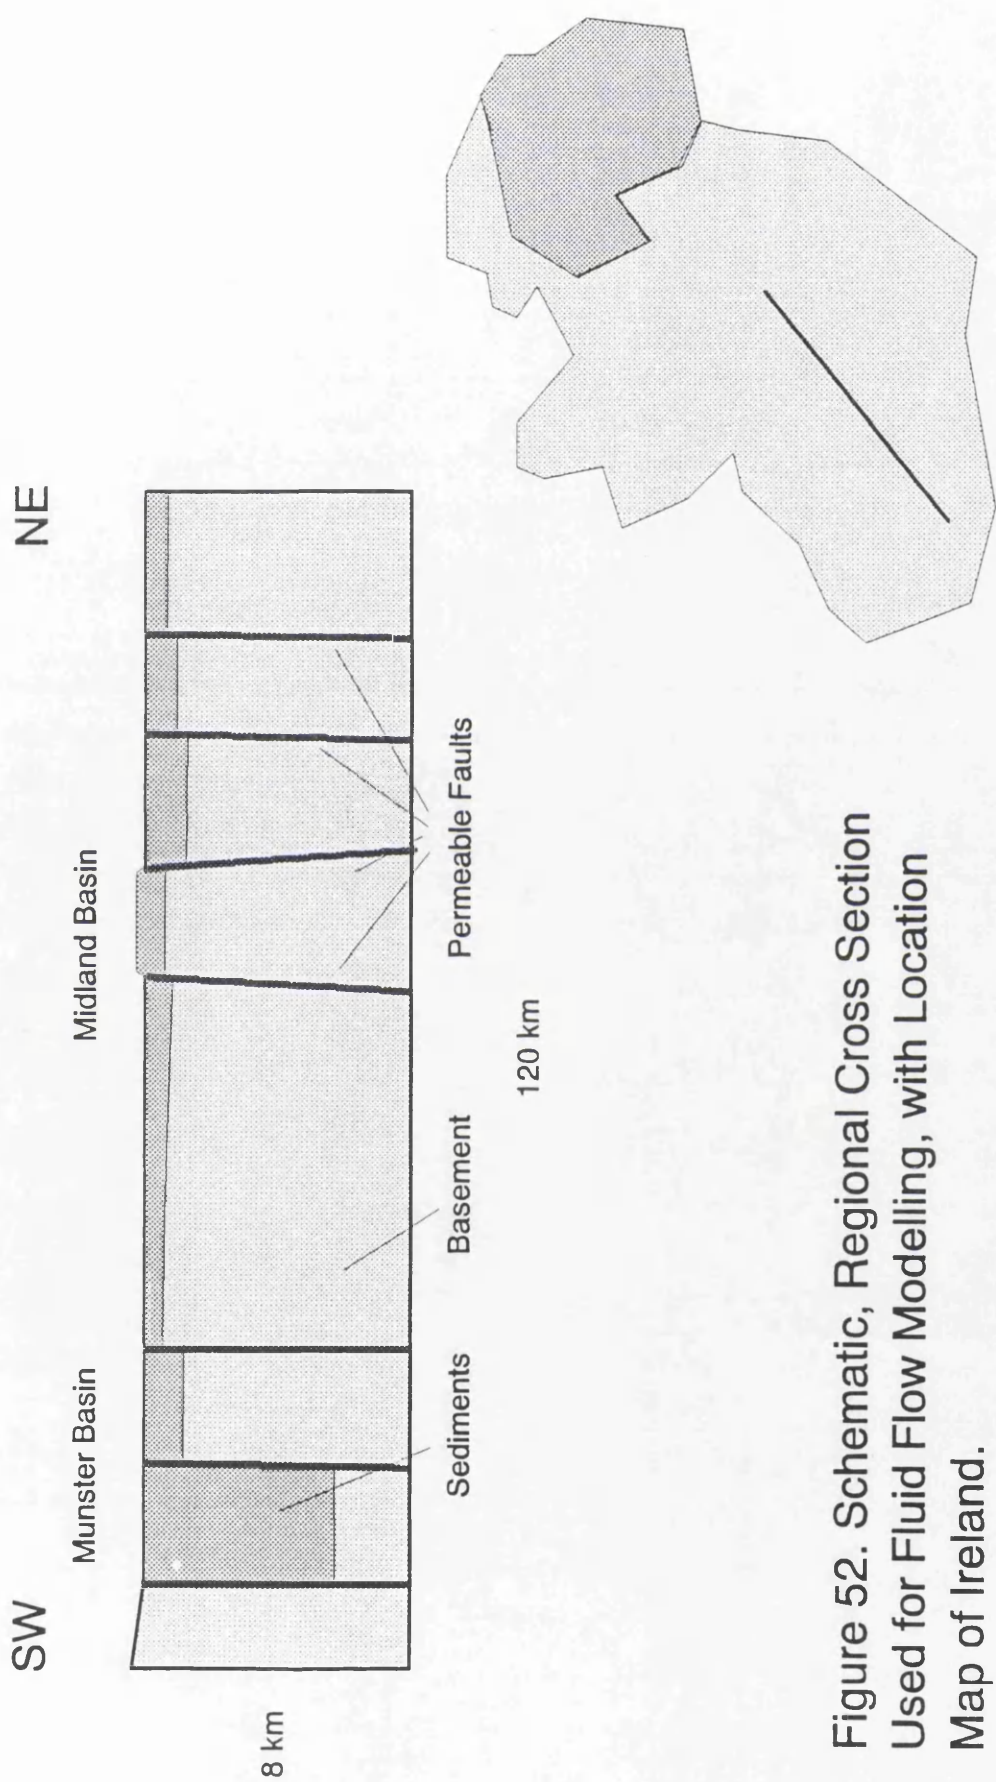 SW
NE
Munster Basin
Midland Basin
8 km
Sediments
Basement
Permeable Faults
120 km
Figure 52. Schematic, Regional Cross Section
Used for Fluid Flow Modelling, with Location
Map of Ireland.